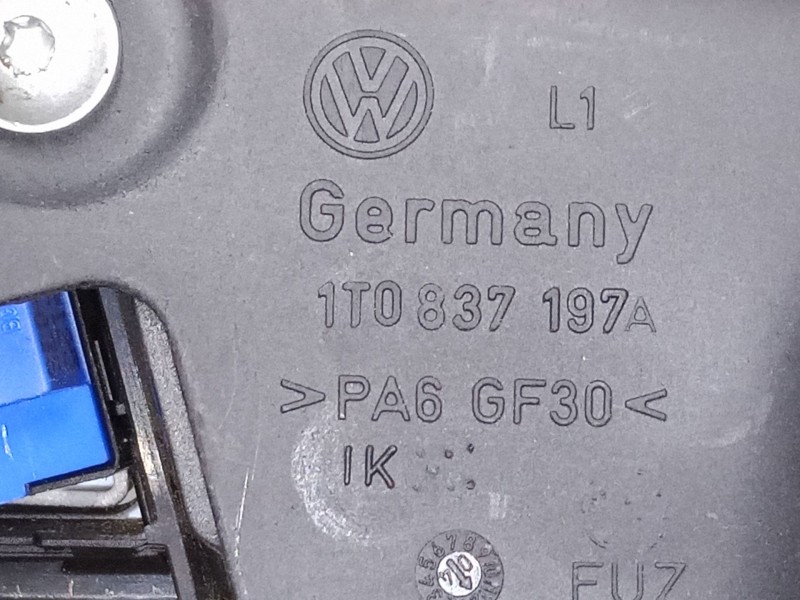 L1
Germany
1T0 837 197A
>PA6 GF30<
IK
FUZ